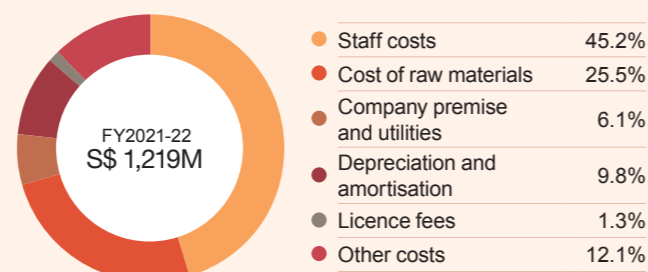 FY2021-22
S$ 1,219M
Staff costs 45.2%
Cost of raw materials 25.5%
Company premise
and utilities 6.1%
Depreciation and
amortisation 9.8%
Licence fees 1.3%
Other costs 12.1%